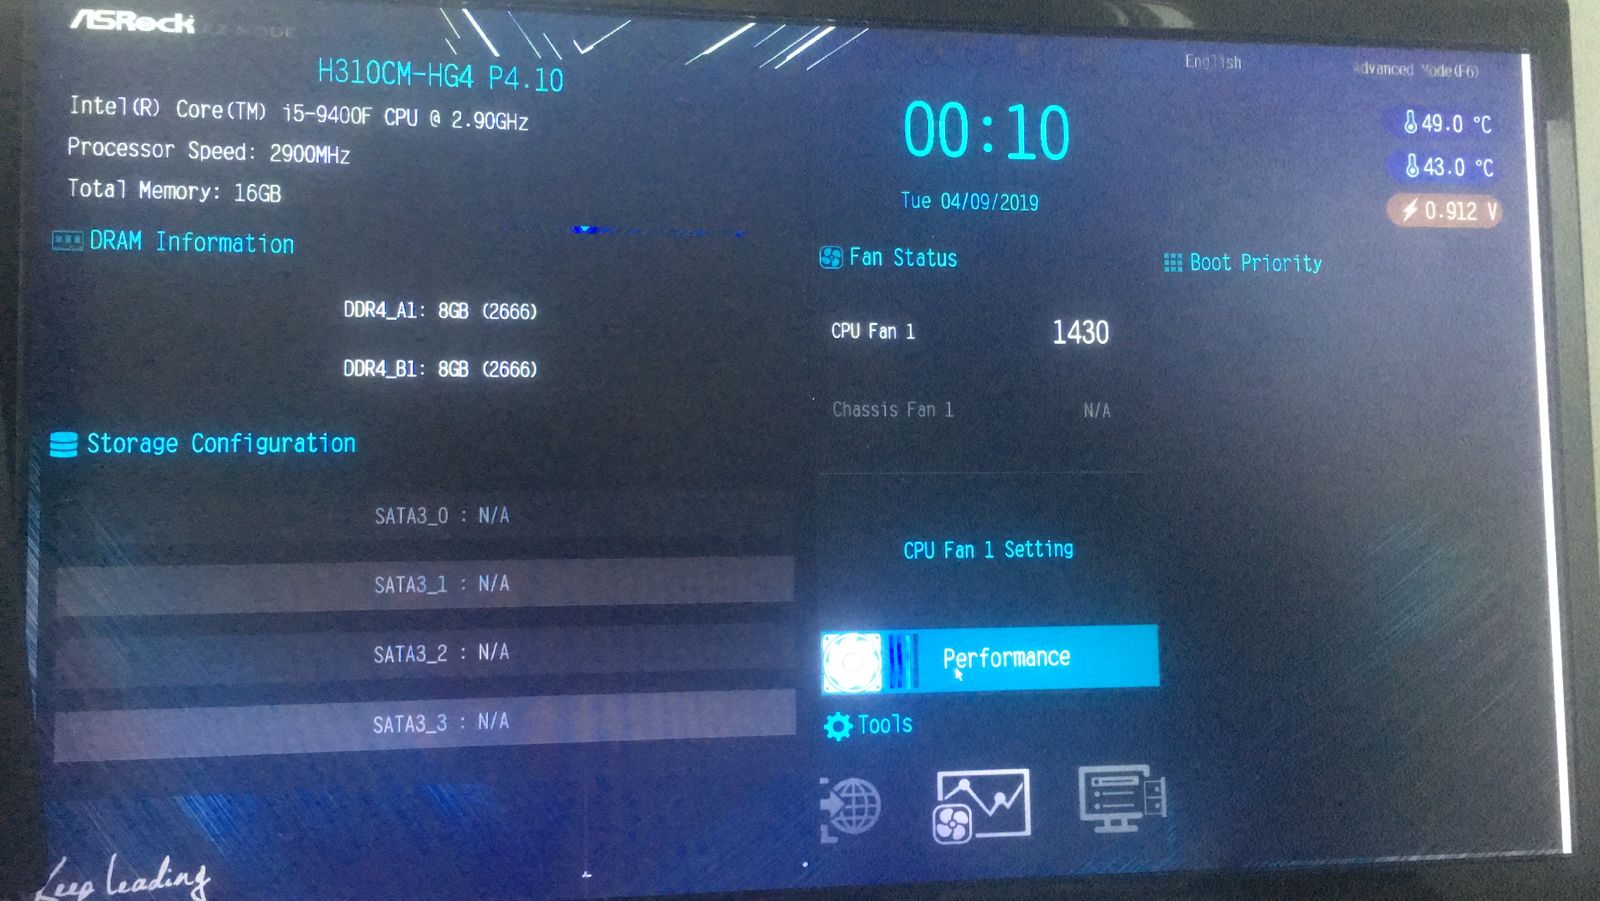 ASRock EZ MODE
H310CM-HG4 P4.10
Intel(R) Core(TM) i5-9400F CPU @ 2.90GHz
Processor Speed: 2900MHz
Total Memory: 16GB
DRAM Information
DDR4_A1: 8GB (2666)
DDR4_B1: 8GB (2666)
Storage Configuration
SATA3_0 : N/A
SATA3_1 : N/A
SATA3_2 : N/A
SATA3_3 : N/A
Keep Leading
English
Advanced Mode(F6)
00:10
Tue 04/09/2019
49.0 °C
43.0 °C
0.912 V
Fan Status
CPU Fan 1 1430
Chassis Fan 1 N/A
CPU Fan 1 Setting
Performance
Tools
Boot Priority